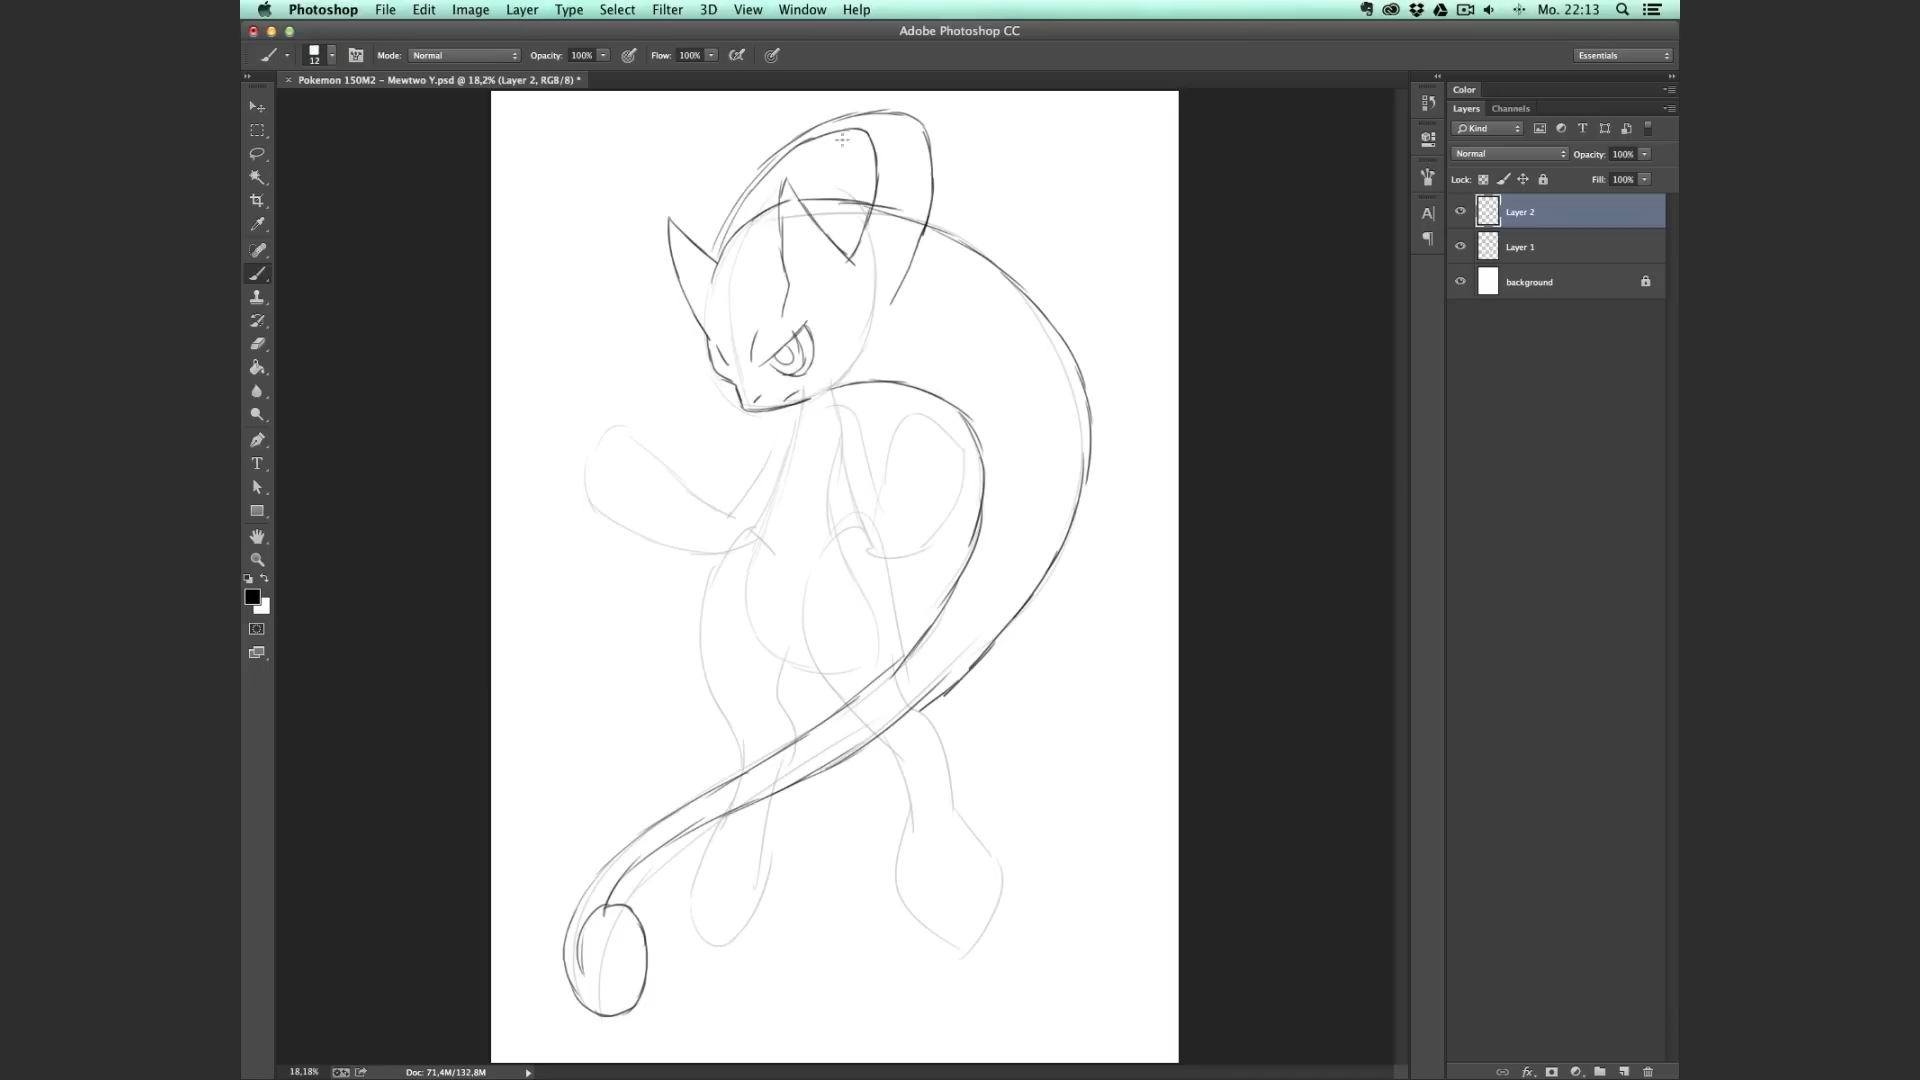 Photoshop File Edit Image Layer Type Select Filter 3D View Window Help Mo. 22:13
Adobe Photoshop CC
12 Mode: Normal Opacity: 100% Flow: 100% Essentials
× Pokemon 150M2 - Mewtwo Y.psd @ 18,2% (Layer 2, RGB/8) *
Color
Layers Channels
Kind
Normal Opacity: 100%
Lock: Fill: 100%
Layer 2
Layer 1
background
18,18% Doc: 71,4M/132,8M